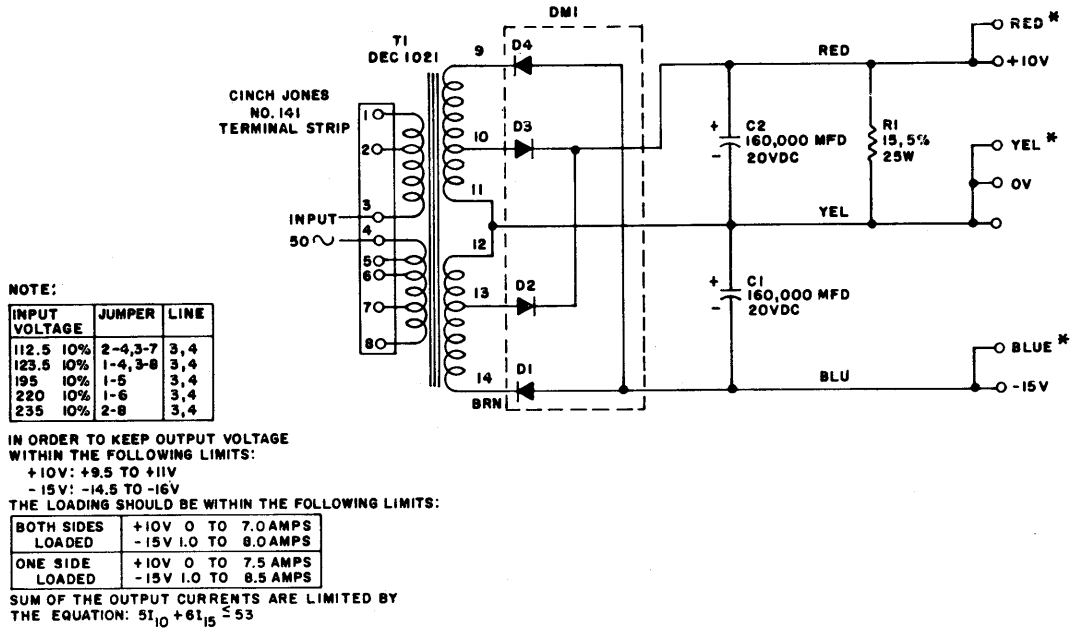 DM1
T1
DEC 1021
9
D4
RED
RED *
+10V
CINCH JONES
NO. 141
TERMINAL STRIP
1
2
3
4
5
6
7
8
INPUT
50 ~
10
D3
11
12
13
D2
14
D1
BRN
+
-
C2
160,000 MFD
20VDC
R1
15, 5%
25W
YEL *
0V
YEL
+
-
C1
160,000 MFD
20VDC
BLUE *
-15V
BLU
NOTE:
INPUT VOLTAGE JUMPER LINE
112.5 10% 2-4,3-7 3,4
123.5 10% 1-4,3-8 3,4
195 10% 1-5 3,4
220 10% 1-6 3,4
235 10% 2-8 3,4
IN ORDER TO KEEP OUTPUT VOLTAGE
WITHIN THE FOLLOWING LIMITS:
+10V: +9.5 TO +11V
-15V: -14.5 TO -16V
THE LOADING SHOULD BE WITHIN THE FOLLOWING LIMITS:
BOTH SIDES +10V 0 TO 7.0 AMPS
LOADED -15V 1.0 TO 8.0 AMPS
ONE SIDE +10V 0 TO 7.5 AMPS
LOADED -15V 1.0 TO 8.5 AMPS
SUM OF THE OUTPUT CURRENTS ARE LIMITED BY
THE EQUATION: 5I10 + 6I15 ≤ 53